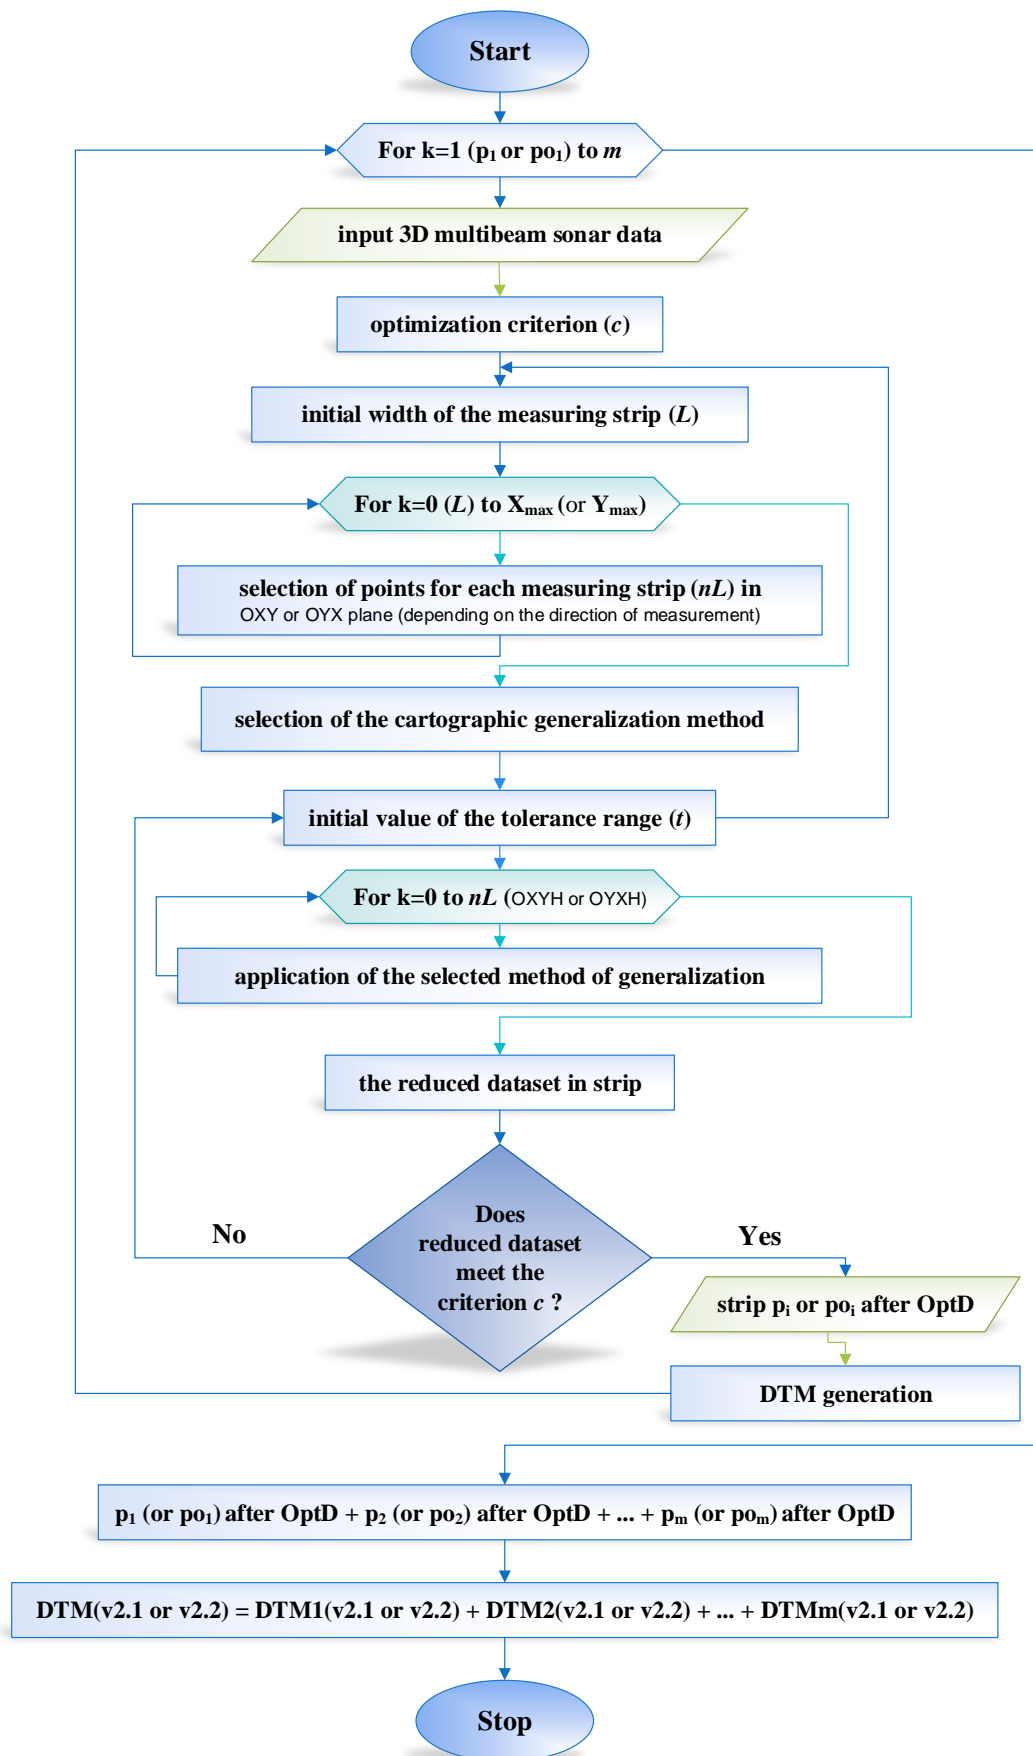 Start
For k=1 (p₁ or po₁) to m
input 3D multibeam sonar data
optimization criterion (c)
initial width of the measuring strip (L)
For k=0 (L) to Xmax (or Ymax)
selection of points for each measuring strip (nL) in
OXY or OYX plane (depending on the direction of measurement)
selection of the cartographic generalization method
initial value of the tolerance range (t)
For k=0 to nL (OXYH or OYXH)
application of the selected method of generalization
the reduced dataset in strip
Does
reduced dataset
meet the
criterion c ?
No
Yes
strip pᵢ or poᵢ after OptD
DTM generation
p₁ (or po₁) after OptD + p₂ (or po₂) after OptD + ... + pₘ (or poₘ) after OptD
DTM(v2.1 or v2.2) = DTM1(v2.1 or v2.2) + DTM2(v2.1 or v2.2) + ... + DTMm(v2.1 or v2.2)
Stop